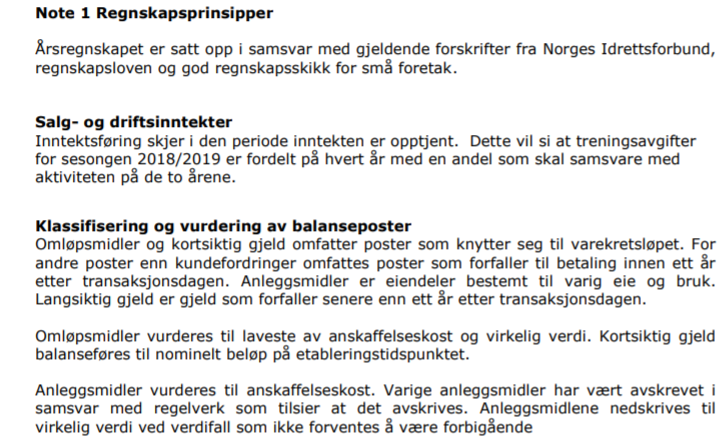 Note 1 Regnskapsprinsipper
Årsregnskapet er satt opp i samsvar med gjeldende forskrifter fra Norges Idrettsforbund,
regnskapsloven og god regnskapsskikk for små foretak.
Salg- og driftsinntekter
Inntektsføring skjer i den periode inntekten er opptjent. Dette vil si at treningsavgifter
for sesongen 2018/2019 er fordelt på hvert år med en andel som skal samsvare med
aktiviteten på de to årene.
Klassifisering og vurdering av balanseposter
Omløpsmidler og kortsiktig gjeld omfatter poster som knytter seg til varekretsløpet. For
andre poster enn kundefordringer omfattes poster som forfaller til betaling innen ett år
etter transaksjonsdagen. Anleggsmidler er eiendeler bestemt til varig eie og bruk.
Langsiktig gjeld er gjeld som forfaller senere enn ett år etter transaksjonsdagen.
Omløpsmidler vurderes til laveste av anskaffelseskost og virkelig verdi. Kortsiktig gjeld
balanseføres til nominelt beløp på etableringstidspunktet.
Anleggsmidler vurderes til anskaffelseskost. Varige anleggsmidler har vært avskrevet i
samsvar med regelverk som tilsier at det avskrives. Anleggsmidlene nedskrives til
virkelig verdi ved verdifall som ikke forventes å være forbigående